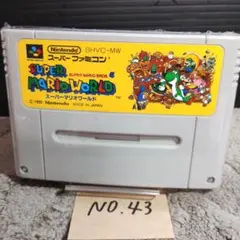 Nintendo SHVC-MW
スーパーファミコン
SUPER MARIO BROS. 4
SUPER
MARIO WORLD
スーパーマリオワールド
© 1990 Nintendo MADE IN JAPAN
NO.43